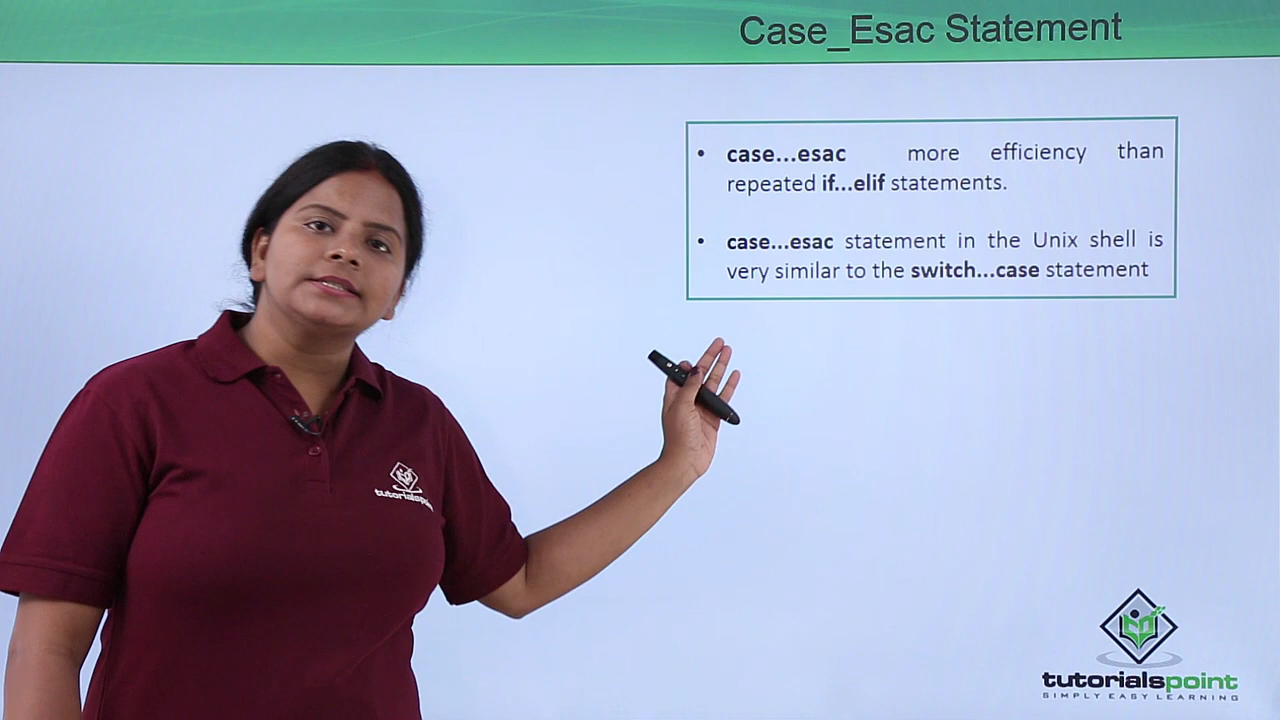 Case_Esac Statement
• case...esac more efficiency than
repeated if...elif statements.
• case...esac statement in the Unix shell is
very similar to the switch...case statement
tutorialspoint
tutorialspoint
SIMPLY EASY LEARNING